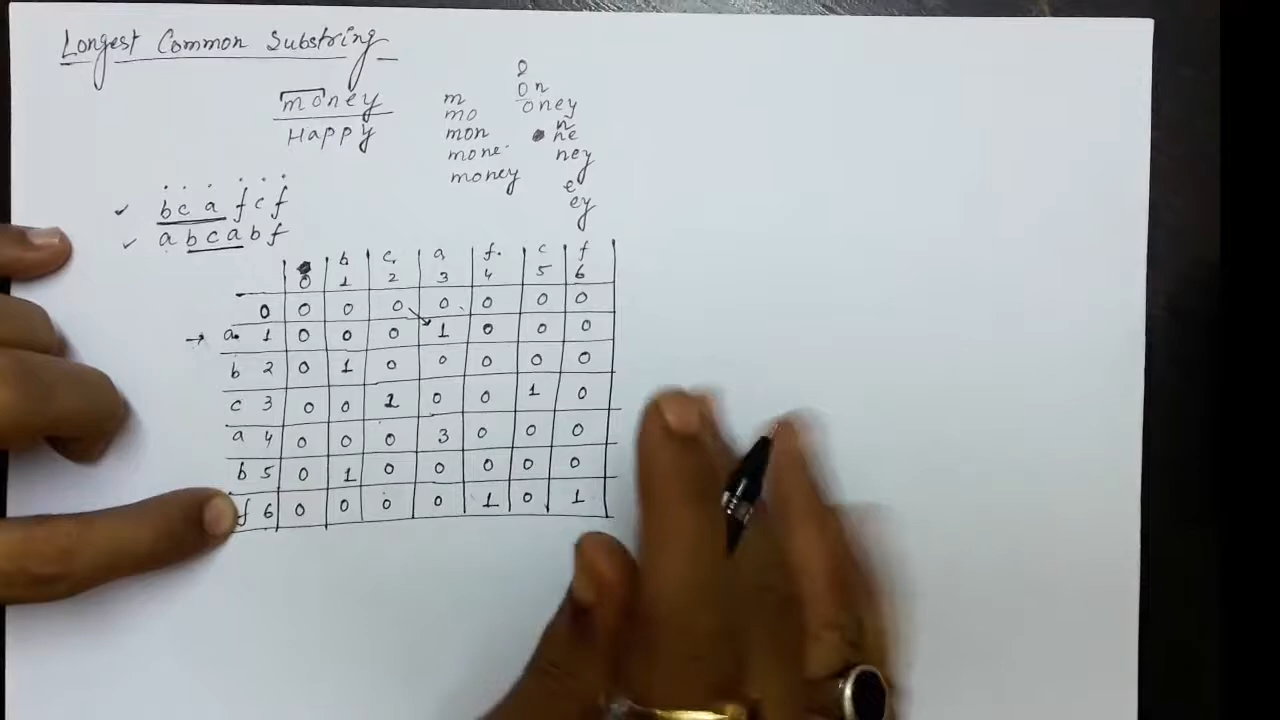 Longest Common Substring
money
Happy
m
mo
mon
mone
money
o
on
oney
n
ne
ney
e
ey
bcafcf
abcabf
b c a f c f
0 1 2 3 4 5 6
0 0 0 0 0 0 0 0
a 1 0 0 0 1 0 0 0
b 2 0 1 0 0 0 0 0
c 3 0 0 2 0 0 1 0
a 4 0 0 0 3 0 0 0
b 5 0 1 0 0 0 0 0
f 6 0 0 0 0 1 0 1